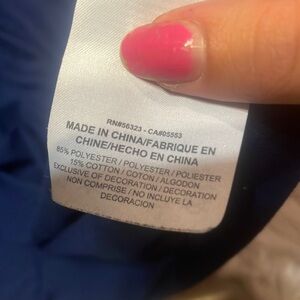 RN#56323 - CA#05553
MADE IN CHINA/FABRIQUE EN
CHINE/HECHO EN CHINA
85% POLYESTER / POLYESTER / POLIESTER
15% COTTON / COTON / ALGODON
EXCLUSIVE OF DECORATION / DECORATION
NON COMPRISE / NO INCLUYE LA
DECORACION